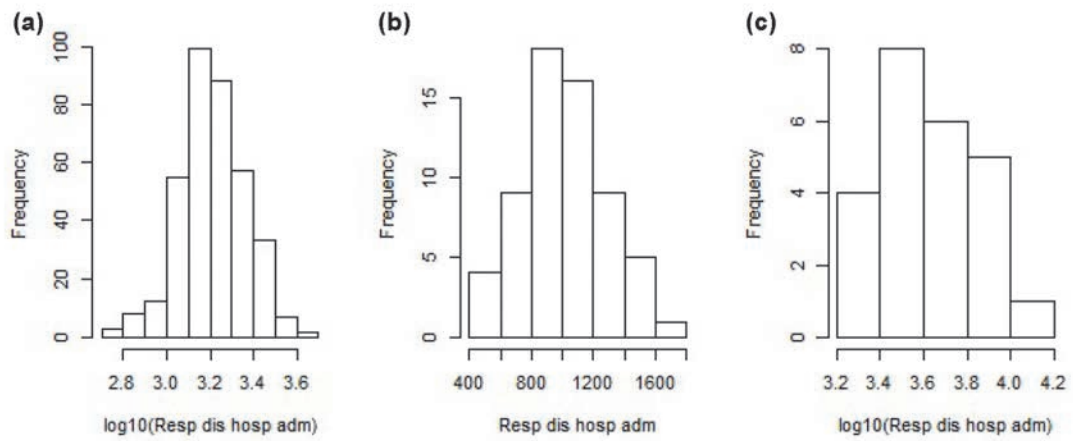 (a)
Frequency
100
80
60
40
20
0
2.8 3.0 3.2 3.4 3.6
log10(Resp dis hosp adm)
(b)
Frequency
15
10
5
0
400 800 1200 1600
Resp dis hosp adm
(c)
Frequency
8
6
4
2
0
3.2 3.4 3.6 3.8 4.0 4.2
log10(Resp dis hosp adm)